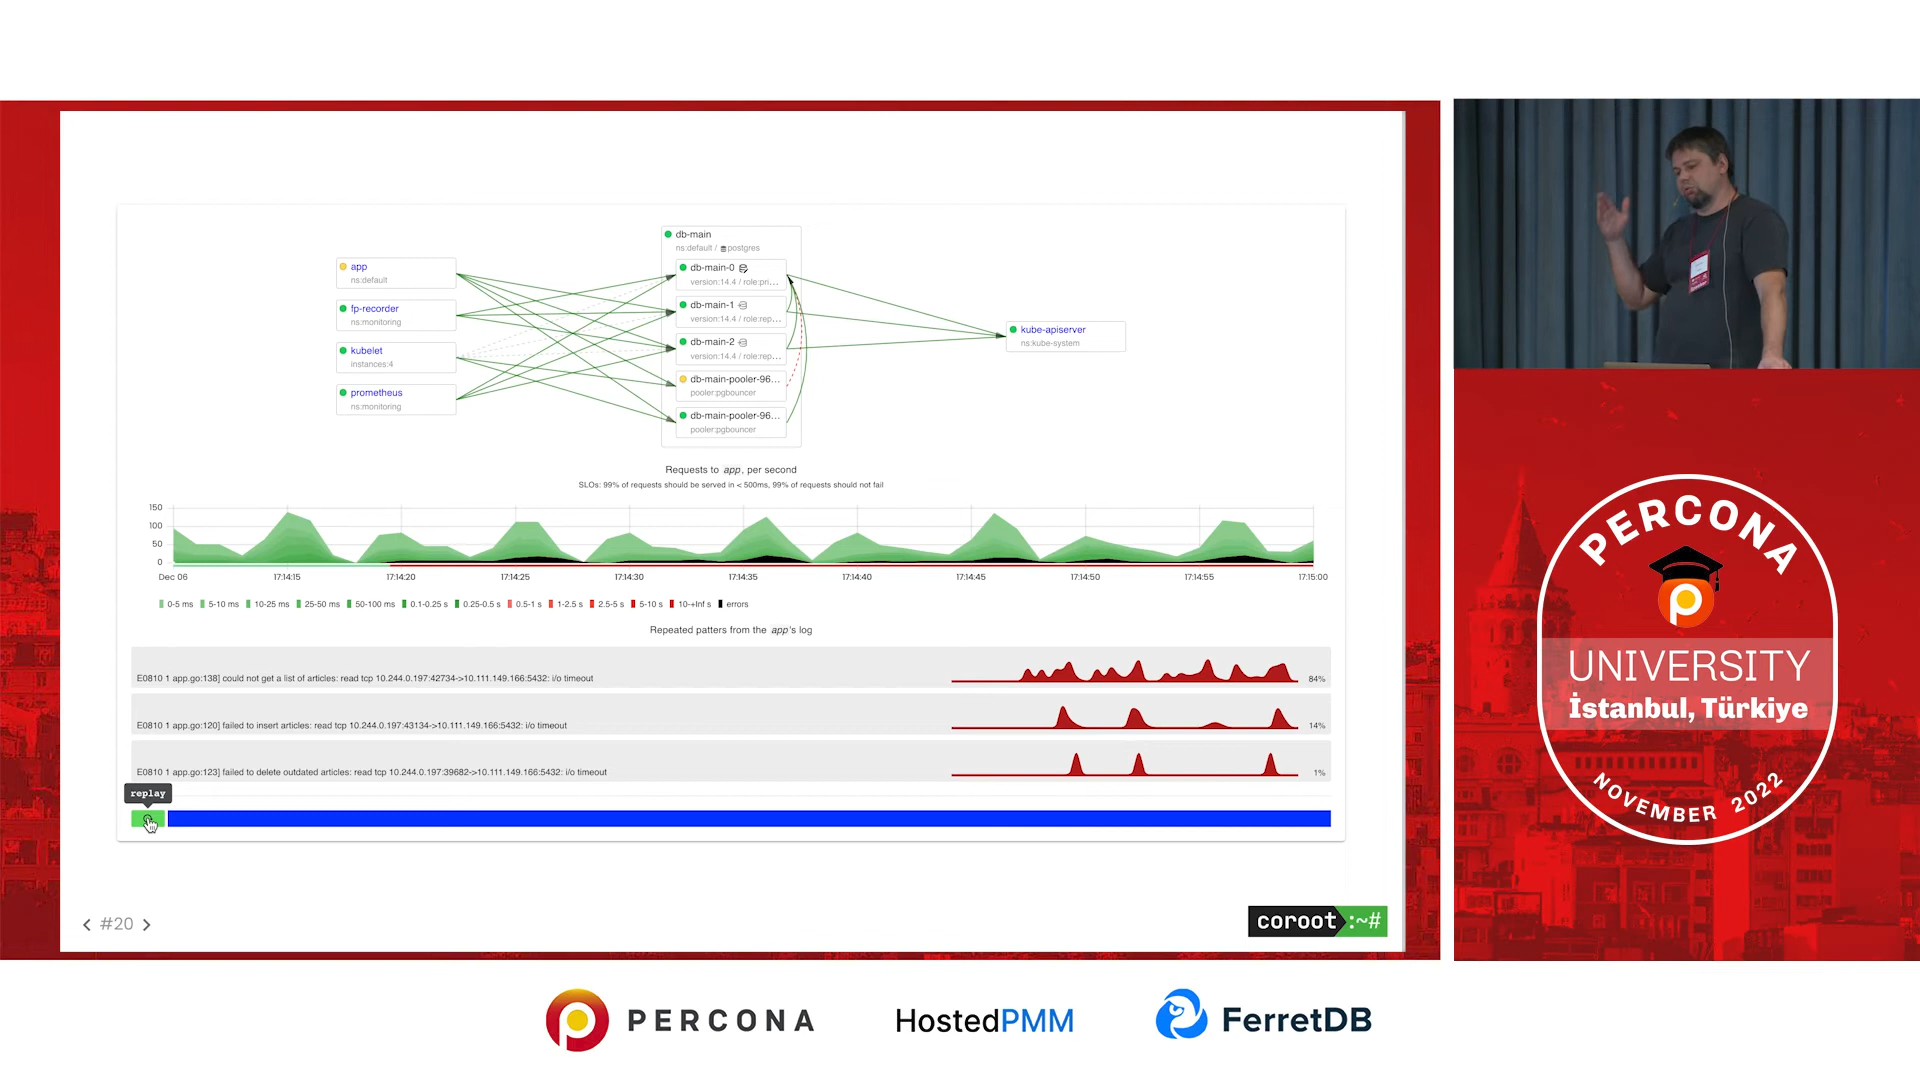 db-main
ns:default / postgres
app
ns:default
fp-recorder
ns:monitoring
kubelet
instances:4
prometheus
ns:monitoring
db-main-0
version:14.4 / role:pri...
db-main-1
version:14.4 / role:rep...
db-main-2
version:14.4 / role:rep...
db-main-pooler-96...
pooler:pgbouncer
db-main-pooler-96...
pooler:pgbouncer
kube-apiserver
ns:kube-system
Requests to app, per second
SLOs: 99% of requests should be served in < 500ms, 99% of requests should not fail
150
100
50
0
Dec 06 17:14:15 17:14:20 17:14:25 17:14:30 17:14:35 17:14:40 17:14:45 17:14:50 17:14:55 17:15:00
0-5 ms 5-10 ms 10-25 ms 25-50 ms 50-100 ms 0.1-0.25 s 0.25-0.5 s 0.5-1 s 1-2.5 s 2.5-5 s 5-10 s 10-+Inf s errors
Repeated patters from the app's log
E0810 1 app.go:138] could not get a list of articles: read tcp 10.244.0.197:42734->10.111.149.166:5432: i/o timeout 84%
E0810 1 app.go:120] failed to insert articles: read tcp 10.244.0.197:43134->10.111.149.166:5432: i/o timeout 14%
E0810 1 app.go:123] failed to delete outdated articles: read tcp 10.244.0.197:39682->10.111.149.166:5432: i/o timeout 1%
replay
< #20 >
coroot :~#
PERCONA
UNIVERSITY
İstanbul, Türkiye
NOVEMBER 2022
PERCONA
HostedPMM
FerretDB